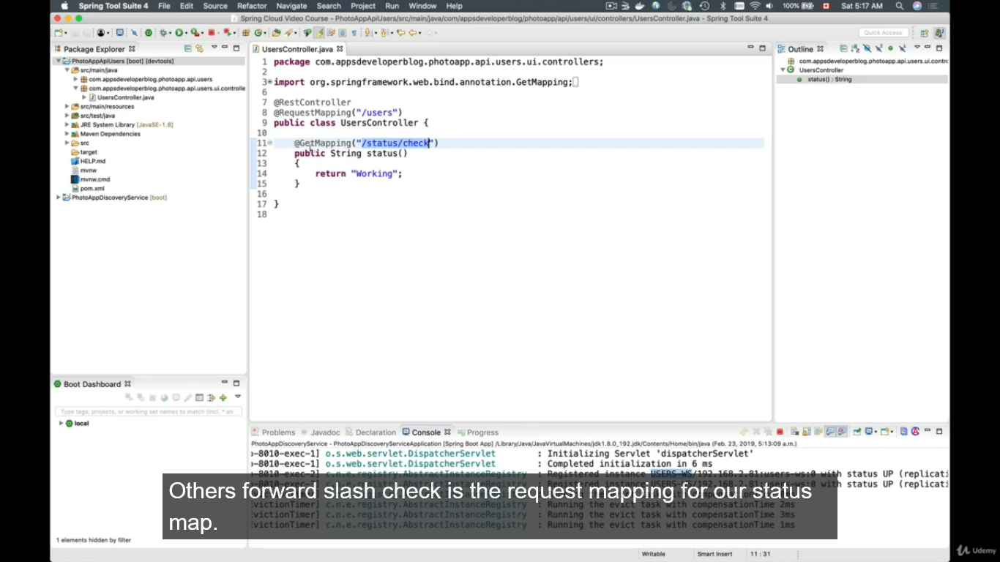 Spring Tool Suite 4 File Edit Source Refactor Navigate Search Project Run Window Help 100% Sat 5:17 AM
Spring Cloud Video Course - PhotoAppApiUsers/src/main/java/com/appsdeveloperblog/photoapp/api/users/ui/controllers/UsersController.java - Spring Tool Suite 4
Quick Access
Package Explorer
PhotoAppApiUsers [boot] [devtools]
src/main/java
com.appsdeveloperblog.photoapp.api.users
com.appsdeveloperblog.photoapp.api.users.ui.controlle
UsersController.java
src/main/resources
src/test/java
JRE System Library [JavaSE-1.8]
Maven Dependencies
src
target
HELP.md
mvnw
mvnw.cmd
pom.xml
PhotoAppDiscoveryService [boot]
UsersController.java
1 package com.appsdeveloperblog.photoapp.api.users.ui.controllers;
2
3 import org.springframework.web.bind.annotation.GetMapping;
6
7 @RestController
8 @RequestMapping("/users")
9 public class UsersController {
10
11 @GetMapping("/status/check")
12 public String status()
13 {
14 return "Working";
15 }
16
17 }
18
Outline
com.appsdeveloperblog.photoapp.api.users.ui.contr
UsersController
status() : String
Boot Dashboard
Type tags, projects, or working set names to match (incl. * an
local
1 elements hidden by filter
Problems Javadoc Declaration Console Progress
PhotoAppDiscoveryService - PhotoAppDiscoveryServiceApplication [Spring Boot App] /Library/Java/JavaVirtualMachines/jdk1.8.0_192.jdk/Contents/Home/bin/java (Feb. 23, 2019, 5:13:09 a.m.)
o-8010-exec-1] o.s.web.servlet.DispatcherServlet : Initializing Servlet 'dispatcherServlet'
o-8010-exec-1] o.s.web.servlet.DispatcherServlet : Completed initialization in 6 ms
o-8010-exec-2] c.n.e.registry.AbstractInstanceRegistry : Registered instance USERS-WS/192.168.2.81:users-ws:0 with status UP (replicati
c.n.e.registry.AbstractInstanceRegistry : Registered instance with status UP (replicati
EvictionTimer] c.n.e.registry.AbstractInstanceRegistry : Running the evict task with compensationTime 2ms
EvictionTimer] c.n.e.registry.AbstractInstanceRegistry : Running the evict task with compensationTime 3ms
EvictionTimer] c.n.e.registry.AbstractInstanceRegistry : Running the evict task with compensationTime 1ms
Others forward slash check is the request mapping for our status
map.
Writable Smart Insert 11 : 31
Udemy